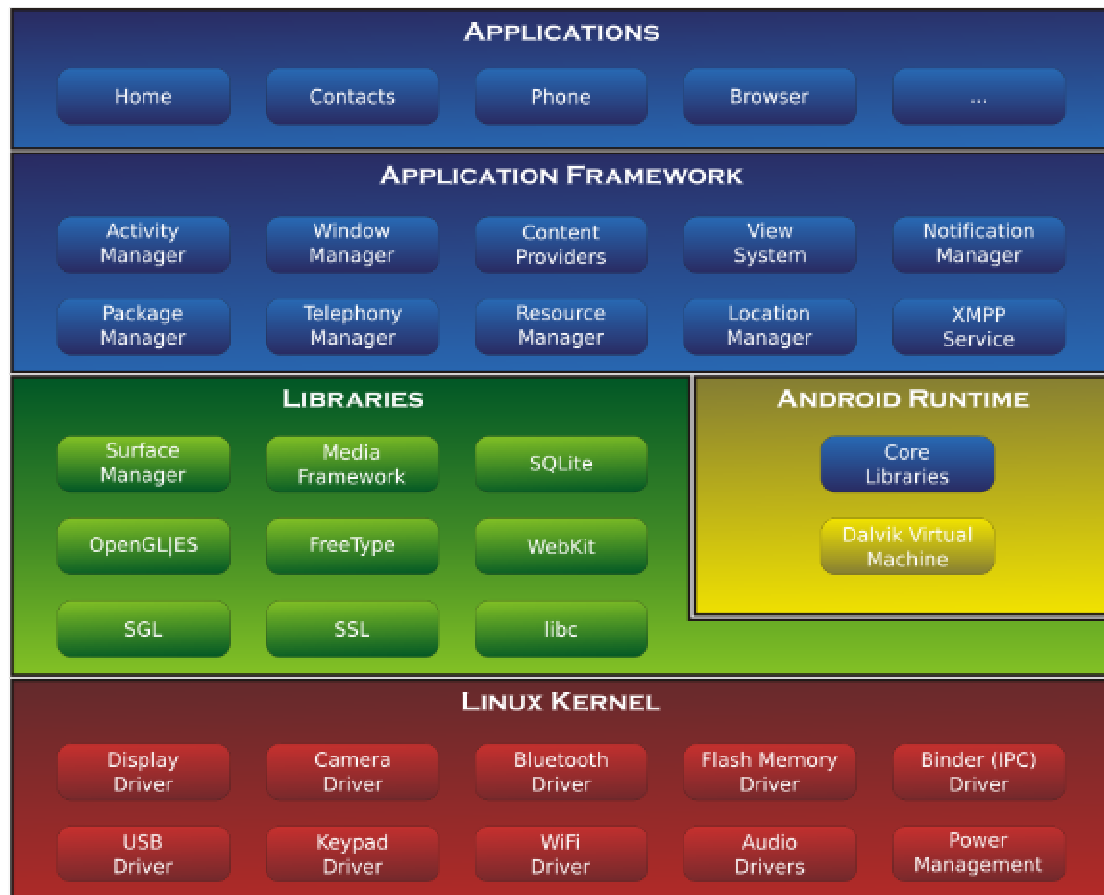 APPLICATIONS
Home
Contacts
Phone
Browser
...
APPLICATION FRAMEWORK
Activity
Manager
Window
Manager
Content
Providers
View
System
Notification
Manager
Package
Manager
Telephony
Manager
Resource
Manager
Location
Manager
XMPP
Service
LIBRARIES
Surface
Manager
Media
Framework
SQLite
OpenGL|ES
FreeType
WebKit
SGL
SSL
libc
ANDROID RUNTIME
Core
Libraries
Dalvik Virtual
Machine
LINUX KERNEL
Display
Driver
Camera
Driver
Bluetooth
Driver
Flash Memory
Driver
Binder (IPC)
Driver
USB
Driver
Keypad
Driver
WiFi
Driver
Audio
Drivers
Power
Management